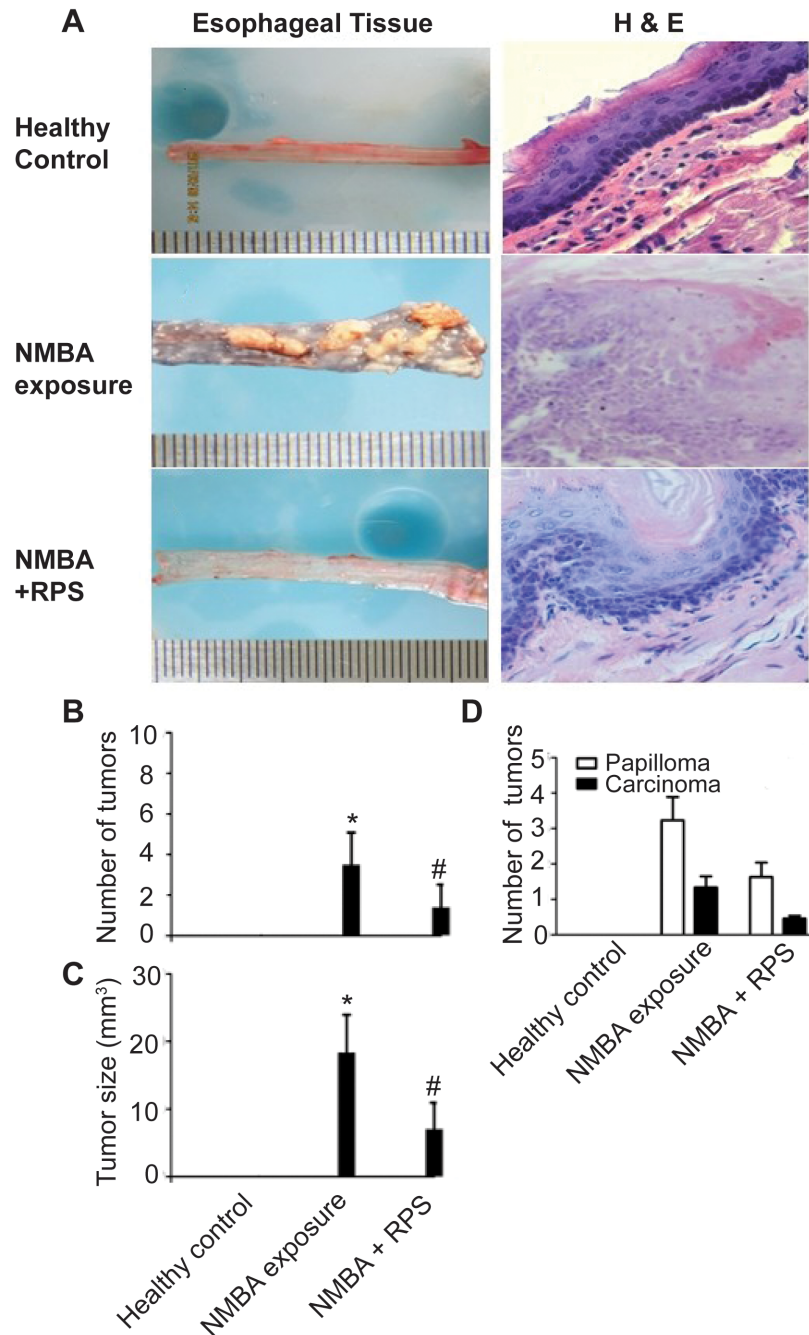 A
Esophageal Tissue
H & E
Healthy
Control
NMBA
exposure
NMBA
+RPS
B
Number of tumors
10
8
6
4
2
0
*
#
C
Tumor size (mm³)
30
20
10
0
*
#
Healthy control
NMBA exposure
NMBA + RPS
D
Number of tumors
5
4
3
2
1
0
Papilloma
Carcinoma
Healthy control
NMBA exposure
NMBA + RPS